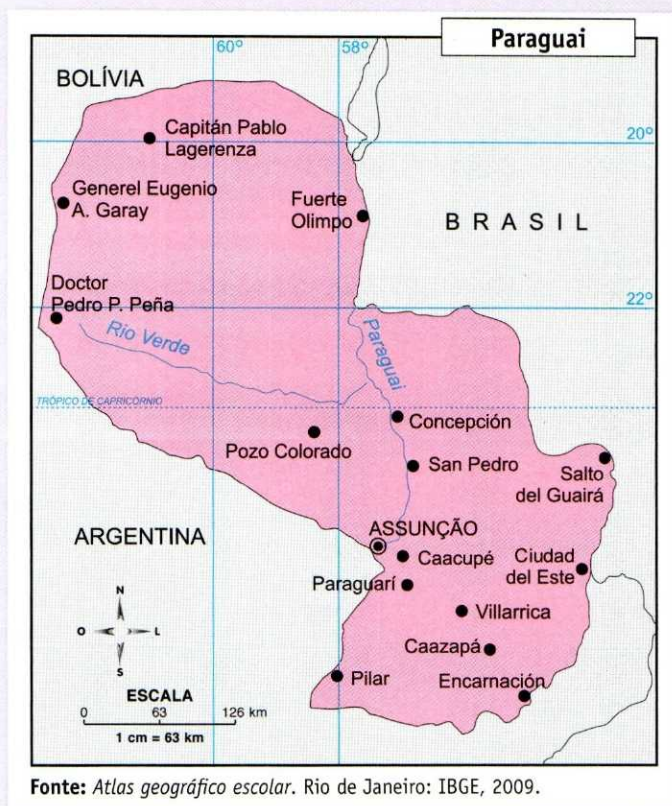 Paraguai
60°
58°
BOLÍVIA
Capitán Pablo
Lagerenza
20°
Generel Eugenio
A. Garay
Fuerte
Olimpo
BRASIL
22°
Doctor
Pedro P. Peña
Rio Verde
Paraguai
TRÓPICO DE CAPRICÓRNIO
Concepción
Pozo Colorado
San Pedro
Salto
del Guairá
ARGENTINA
ASSUNÇÃO
Caacupé
Ciudad
del Este
Paraguarí
N
O L
S
Villarrica
Caazapá
Pilar
Encarnación
ESCALA
0 63 126 km
1 cm = 63 km
Fonte: Atlas geográfico escolar. Rio de Janeiro: IBGE, 2009.